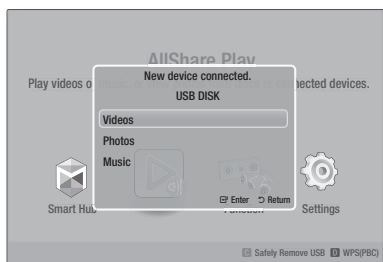 AllShare Play
New device connected.
Play videos o
nected devices.
USB DISK
Videos
Photos
Music
Enter
Return
Smart Hub
Function
Settings
C Safely Remove USB D WPS(PBC)